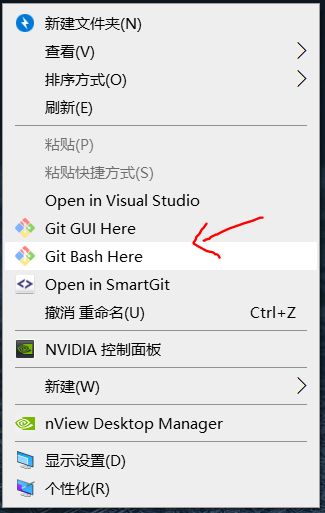 新建文件夹(N)
查看(V)
排序方式(O)
刷新(E)
粘贴(P)
粘贴快捷方式(S)
Open in Visual Studio
Git GUI Here
Git Bash Here
Open in SmartGit
撤消 重命名(U) Ctrl+Z
NVIDIA 控制面板
新建(W)
nView Desktop Manager
显示设置(D)
个性化(R)